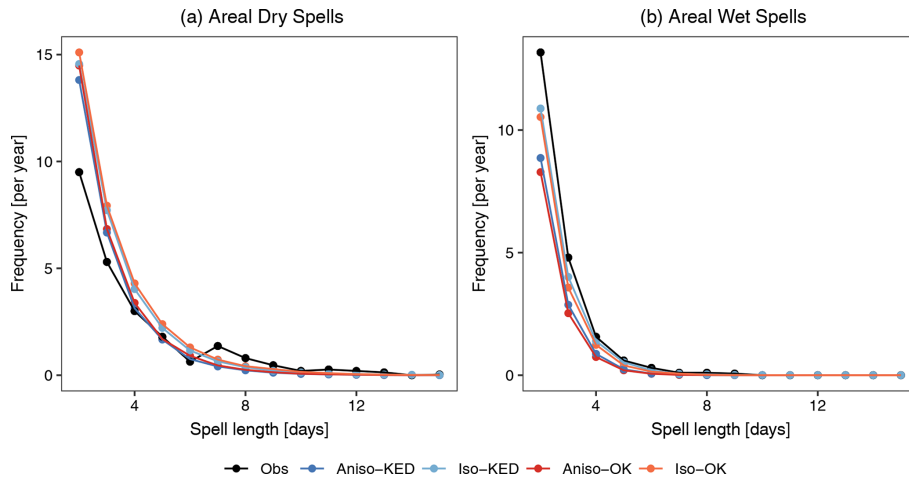 (a) Areal Dry Spells
(b) Areal Wet Spells
Frequency [per year]
15
10
5
0
4
8
12
Spell length [days]
Frequency [per year]
10
5
0
4
8
12
Spell length [days]
Obs Aniso−KED Iso−KED Aniso−OK Iso−OK